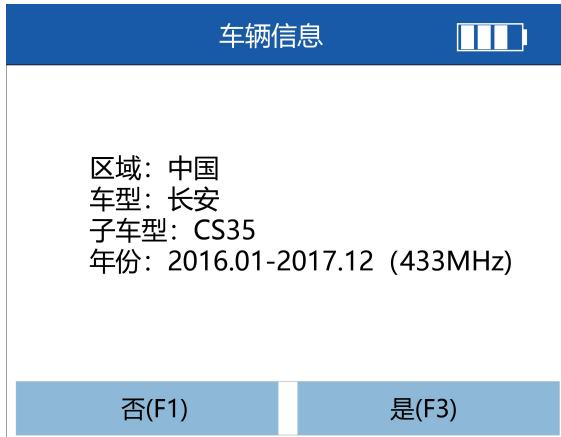 车辆信息
区域：中国
车型：长安
子车型：CS35
年份：2016.01-2017.12（433MHz)
否(F1)
是(F3)